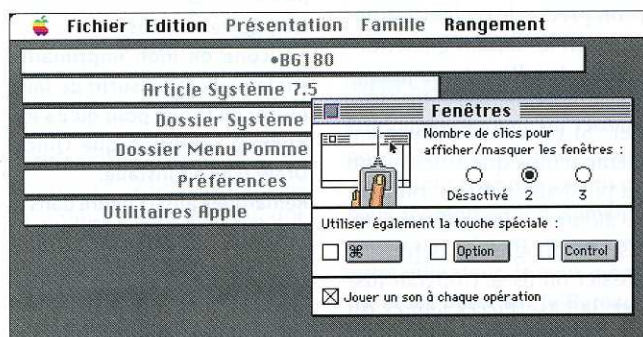 Fichier Edition Présentation Famille Rangement
•BG180
Article Système 7.5
Dossier Système
Dossier Menu Pomme
Préférences
Utilitaires Apple
Fenêtres
Nombre de clics pour
afficher/masquer les fenêtres :
Désactivé 2 3
Utiliser également la touche spéciale :
⌘ Option Control
Jouer un son à chaque opération